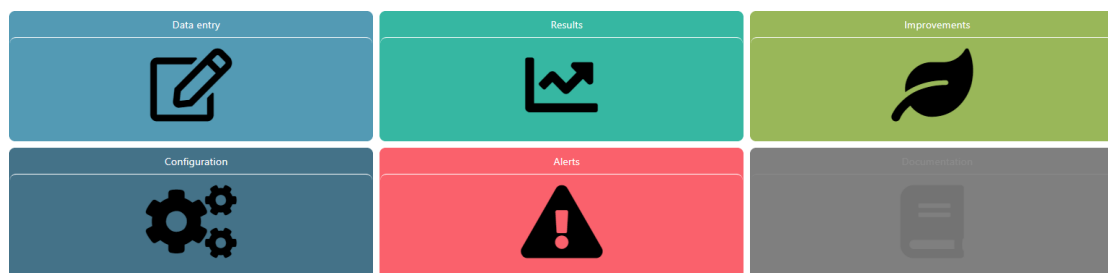 Data entry
Results
Improvements
Configuration
Alerts
Documentation